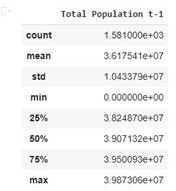 Total Population t-1
count 1.581000e+03
mean 3.617541e+07
std 1.043379e+07
min 0.000000e+00
25% 3.824870e+07
50% 3.907132e+07
75% 3.950093e+07
max 3.987306e+07